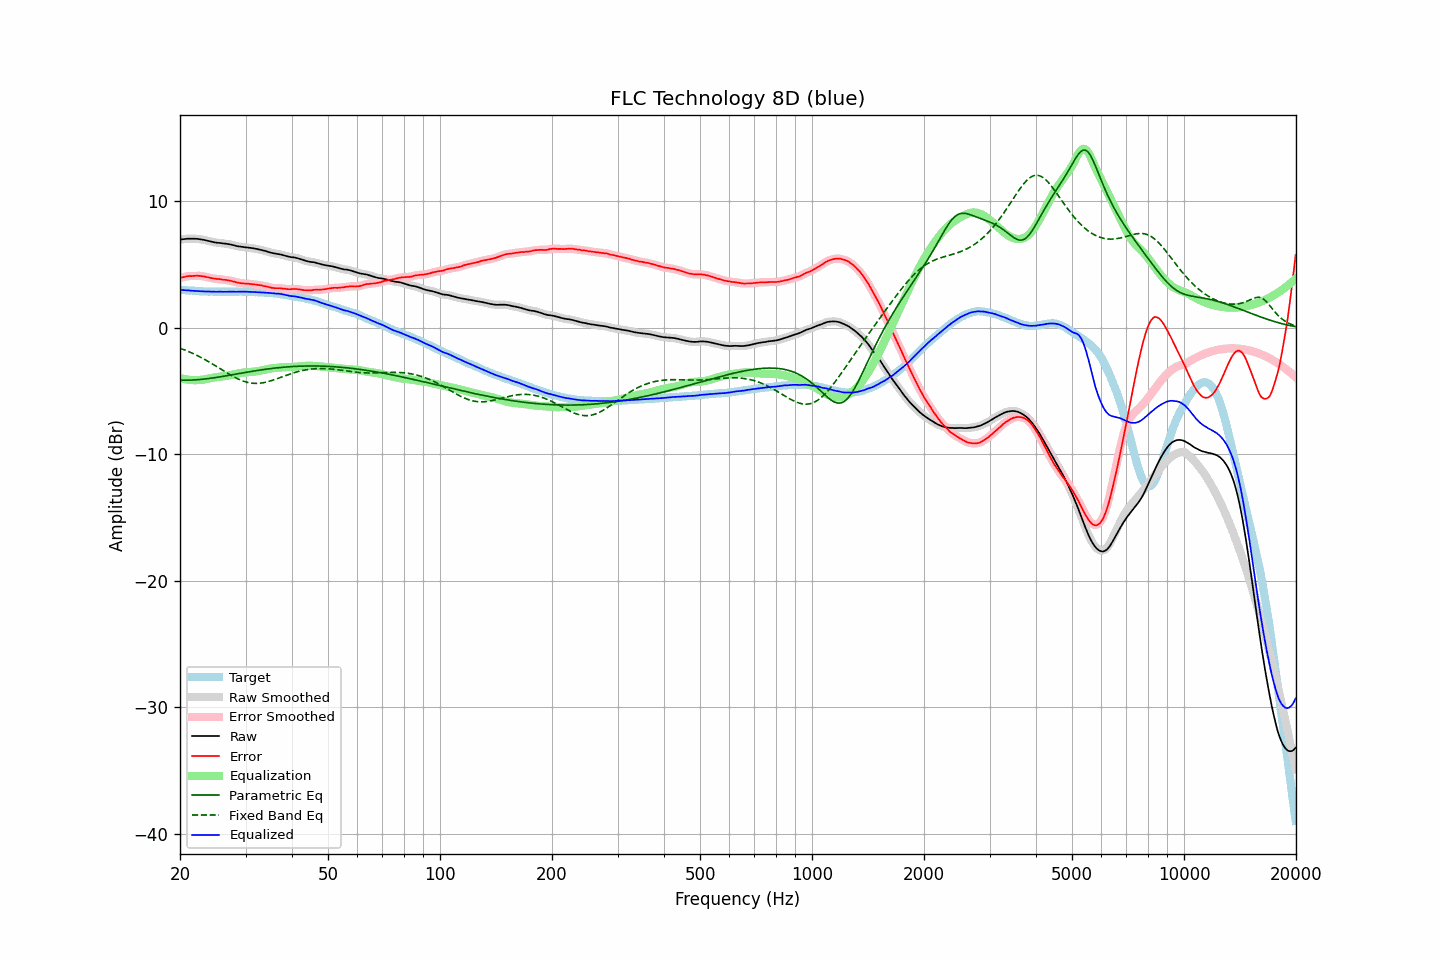 FLC Technology 8D (blue)
Amplitude (dBr)
10
0
−10
−20
−30
−40
Target
Raw Smoothed
Error Smoothed
Raw
Error
Equalization
Parametric Eq
Fixed Band Eq
Equalized
20 50 100 200 500 1000 2000 5000 10000 20000
Frequency (Hz)